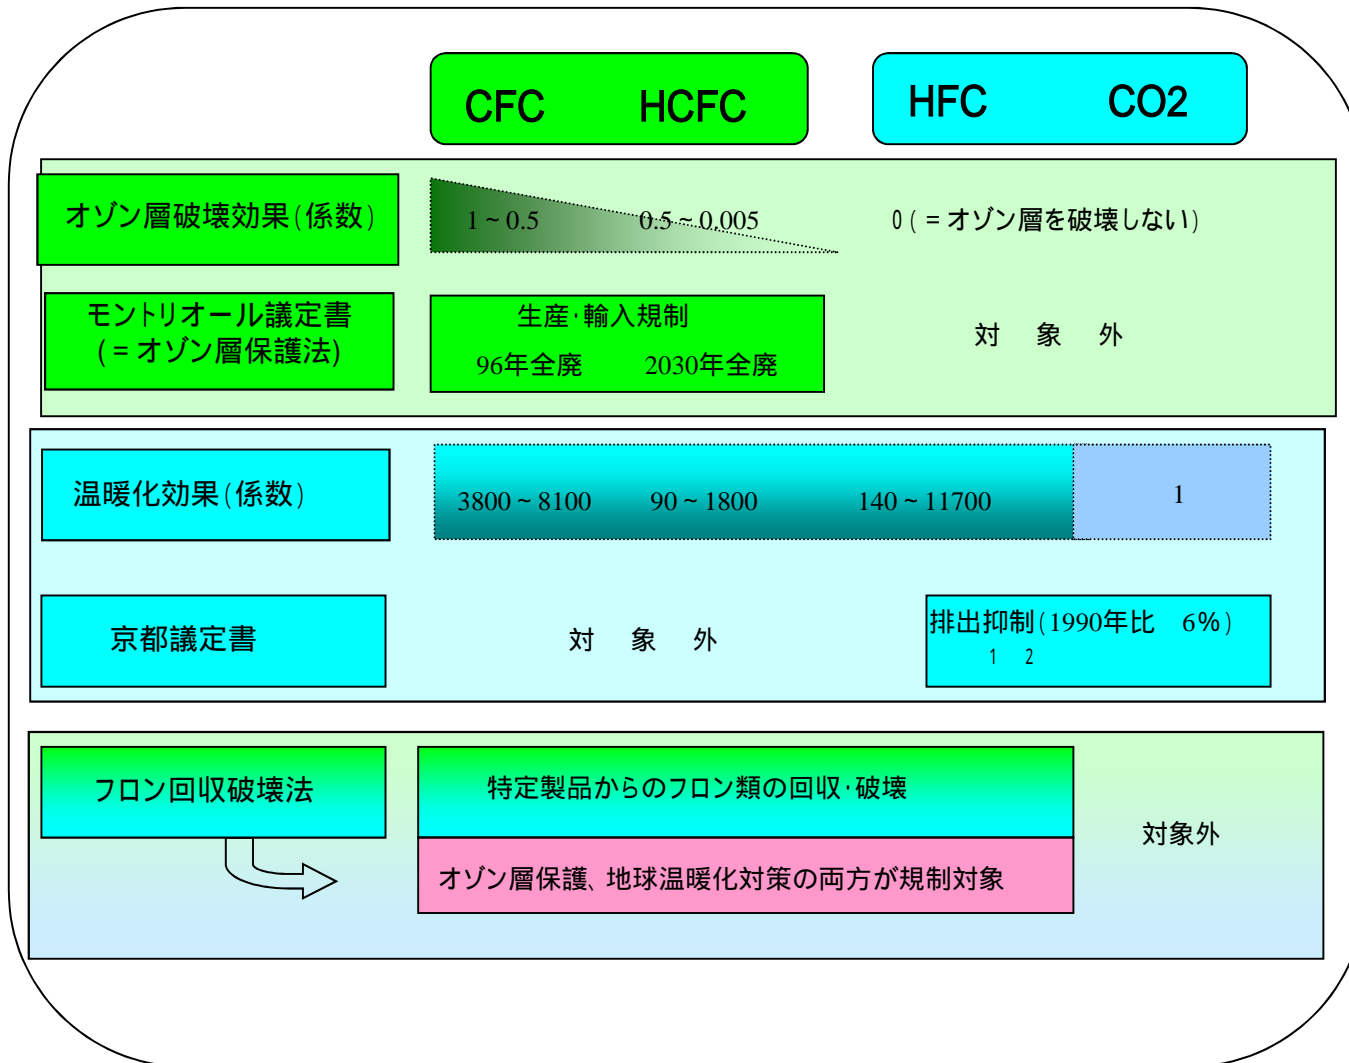 CFC HCFC HFC CO2
オゾン層破壊効果(係数) 1~0.5 0.5~0.005 0(=オゾン層を破壊しない)
モントリオール議定書
(=オゾン層保護法)
生産·輸入規制
96年全廃 2030年全廃
対 象 外
温暖化効果(係数) 3800~8100 90~1800 140~11700 1
京都議定書 対 象 外
排出抑制(1990年比 6%)
1 2
フロン回収破壊法
特定製品からのフロン類の回収·破壊
オゾン層保護、地球温暖化対策の両方が規制対象
対象外